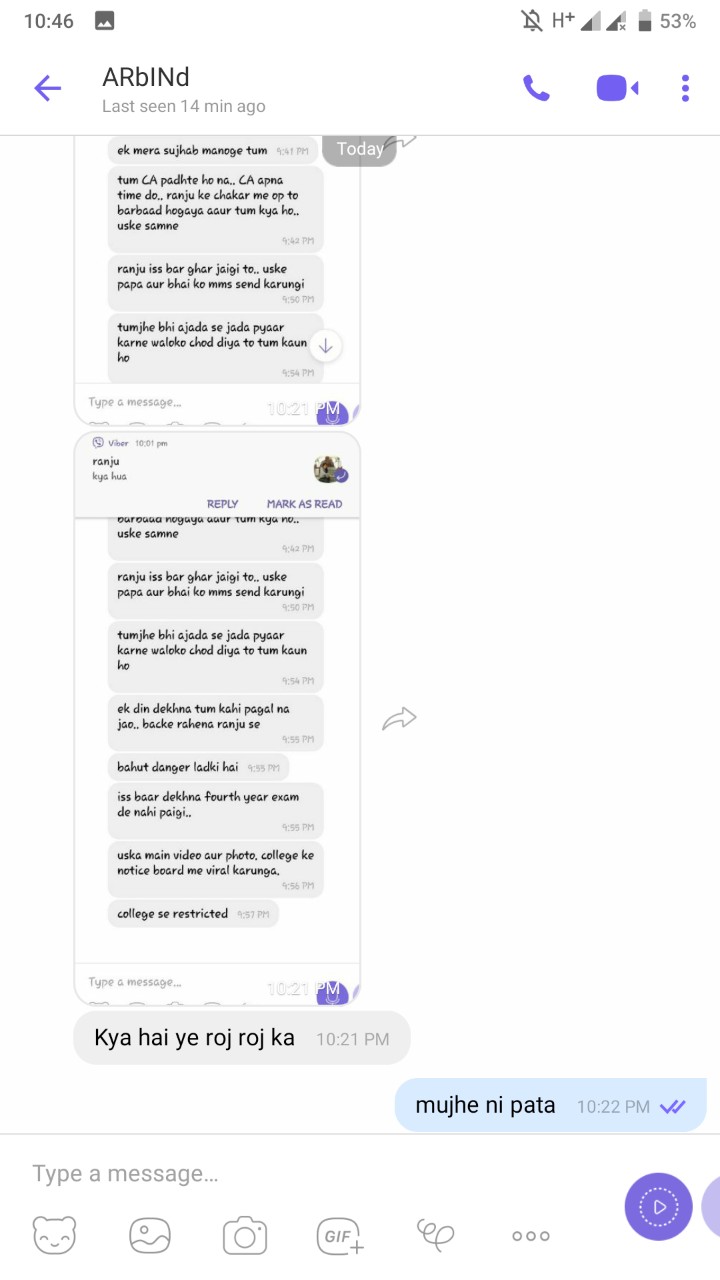 10:46
H+
53%
ARbINd
Last seen 14 min ago
Today
ek mera sujhab manoge tum 9:41 PM
tum CA padhte ho na.. CA apna
time do.. ranju ke chakar me op to
barbaad hogaya aaur tum kya ho..
uske samne
9:42 PM
ranju iss bar ghar jaigi to.. uske
papa aur bhai ko mms send karungi
9:50 PM
tumjhe bhi ajada se jada pyaar
karne waloko chod diya to tum kaun
ho
9:54 PM
Type a message...
10:21 PM
Viber 10:01 pm
ranju
kya hua
REPLY MARK AS READ
barbaad hogaya aaur tum kya ho..
uske samne
9:42 PM
ranju iss bar ghar jaigi to.. uske
papa aur bhai ko mms send karungi
9:50 PM
tumjhe bhi ajada se jada pyaar
karne waloko chod diya to tum kaun
ho
9:54 PM
ek din dekhna tum kahi pagal na
jao.. backe rahena ranju se
9:55 PM
bahut danger ladki hai 9:55 PM
iss baar dekhna fourth year exam
de nahi paigi..
9:55 PM
uska main video aur photo. college ke
notice board me viral karunga.
9:56 PM
college se restricted 9:57 PM
Type a message...
10:21 PM
Kya hai ye roj roj ka 10:21 PM
mujhe ni pata 10:22 PM
Type a message...
GIF